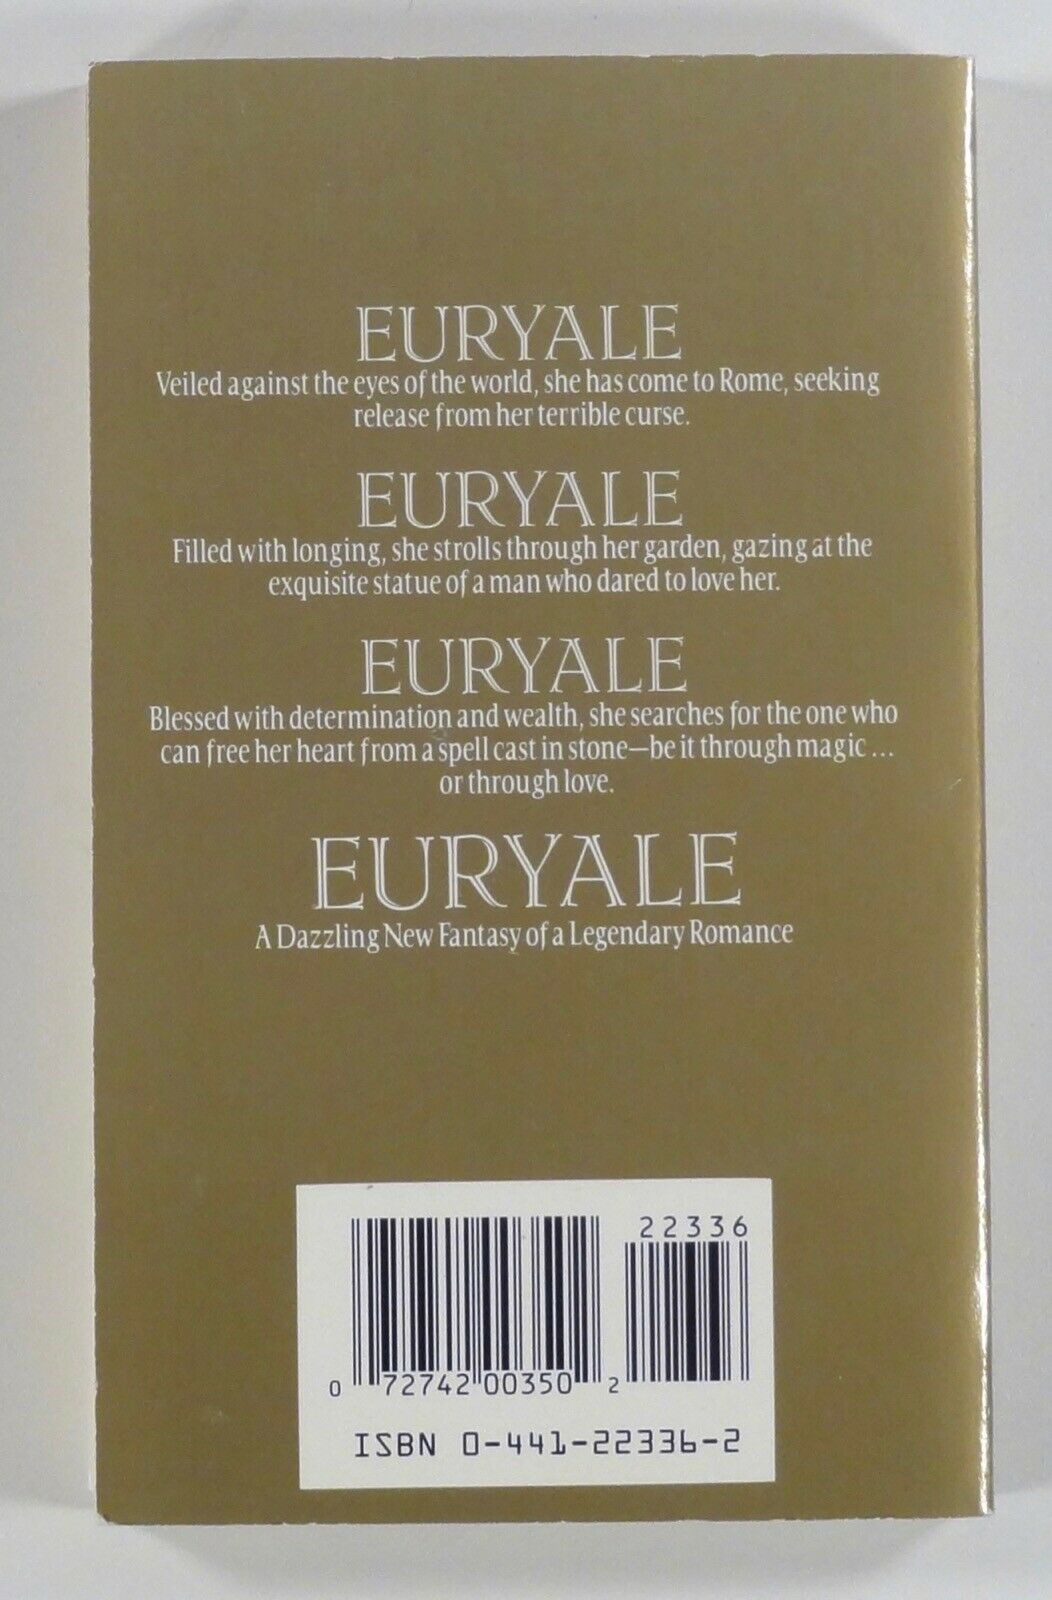 EURYALE
Veiled against the eyes of the world, she has come to Rome, seeking
release from her terrible curse.
EURYALE
Filled with longing, she strolls through her garden, gazing at the
exquisite statue of a man who dared to love her.
EURYALE
Blessed with determination and wealth, she searches for the one who
can free her heart from a spell cast in stone—be it through magic ...
or through love.
EURYALE
A Dazzling New Fantasy of a Legendary Romance
22336
0 72742 00350 2
ISBN 0-441-22336-2